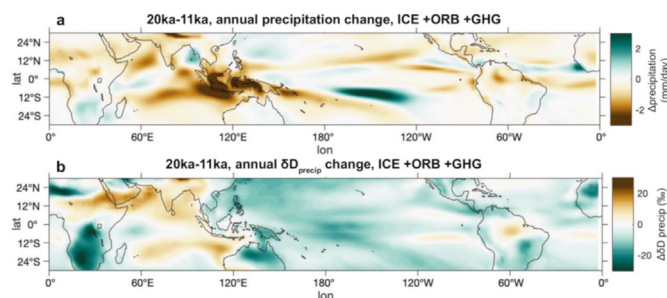 a
20ka-11ka, annual precipitation change, ICE +ORB +GHG
24°N
12°N
0°
12°S
24°S
lat
0°
60°E
120°E
180°W
120°W
60°W
0°
lon
2
0
-2
Δprecipitation
(mm/day)
b
20ka-11ka, annual δDprecip change, ICE +ORB +GHG
24°N
12°N
0°
12°S
24°S
lat
0°
60°E
120°E
180°W
120°W
60°W
0°
lon
20
0
-20
ΔδD precip (‰)